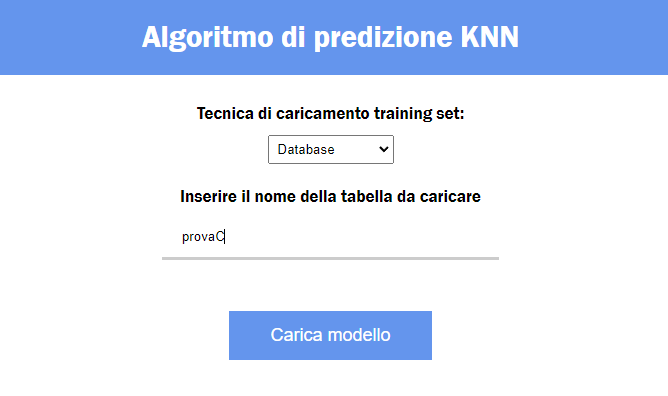 Algoritmo di predizione KNN
Tecnica di caricamento training set:
Database
Inserire il nome della tabella da caricare
provaC
Carica modello